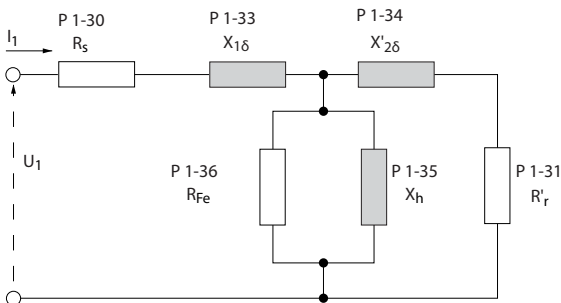 P 1-30
P 1-33
P 1-34
I1
Rs
X1δ
X'2δ
U1
P 1-36
RFe
P 1-35
Xh
P 1-31
R'r